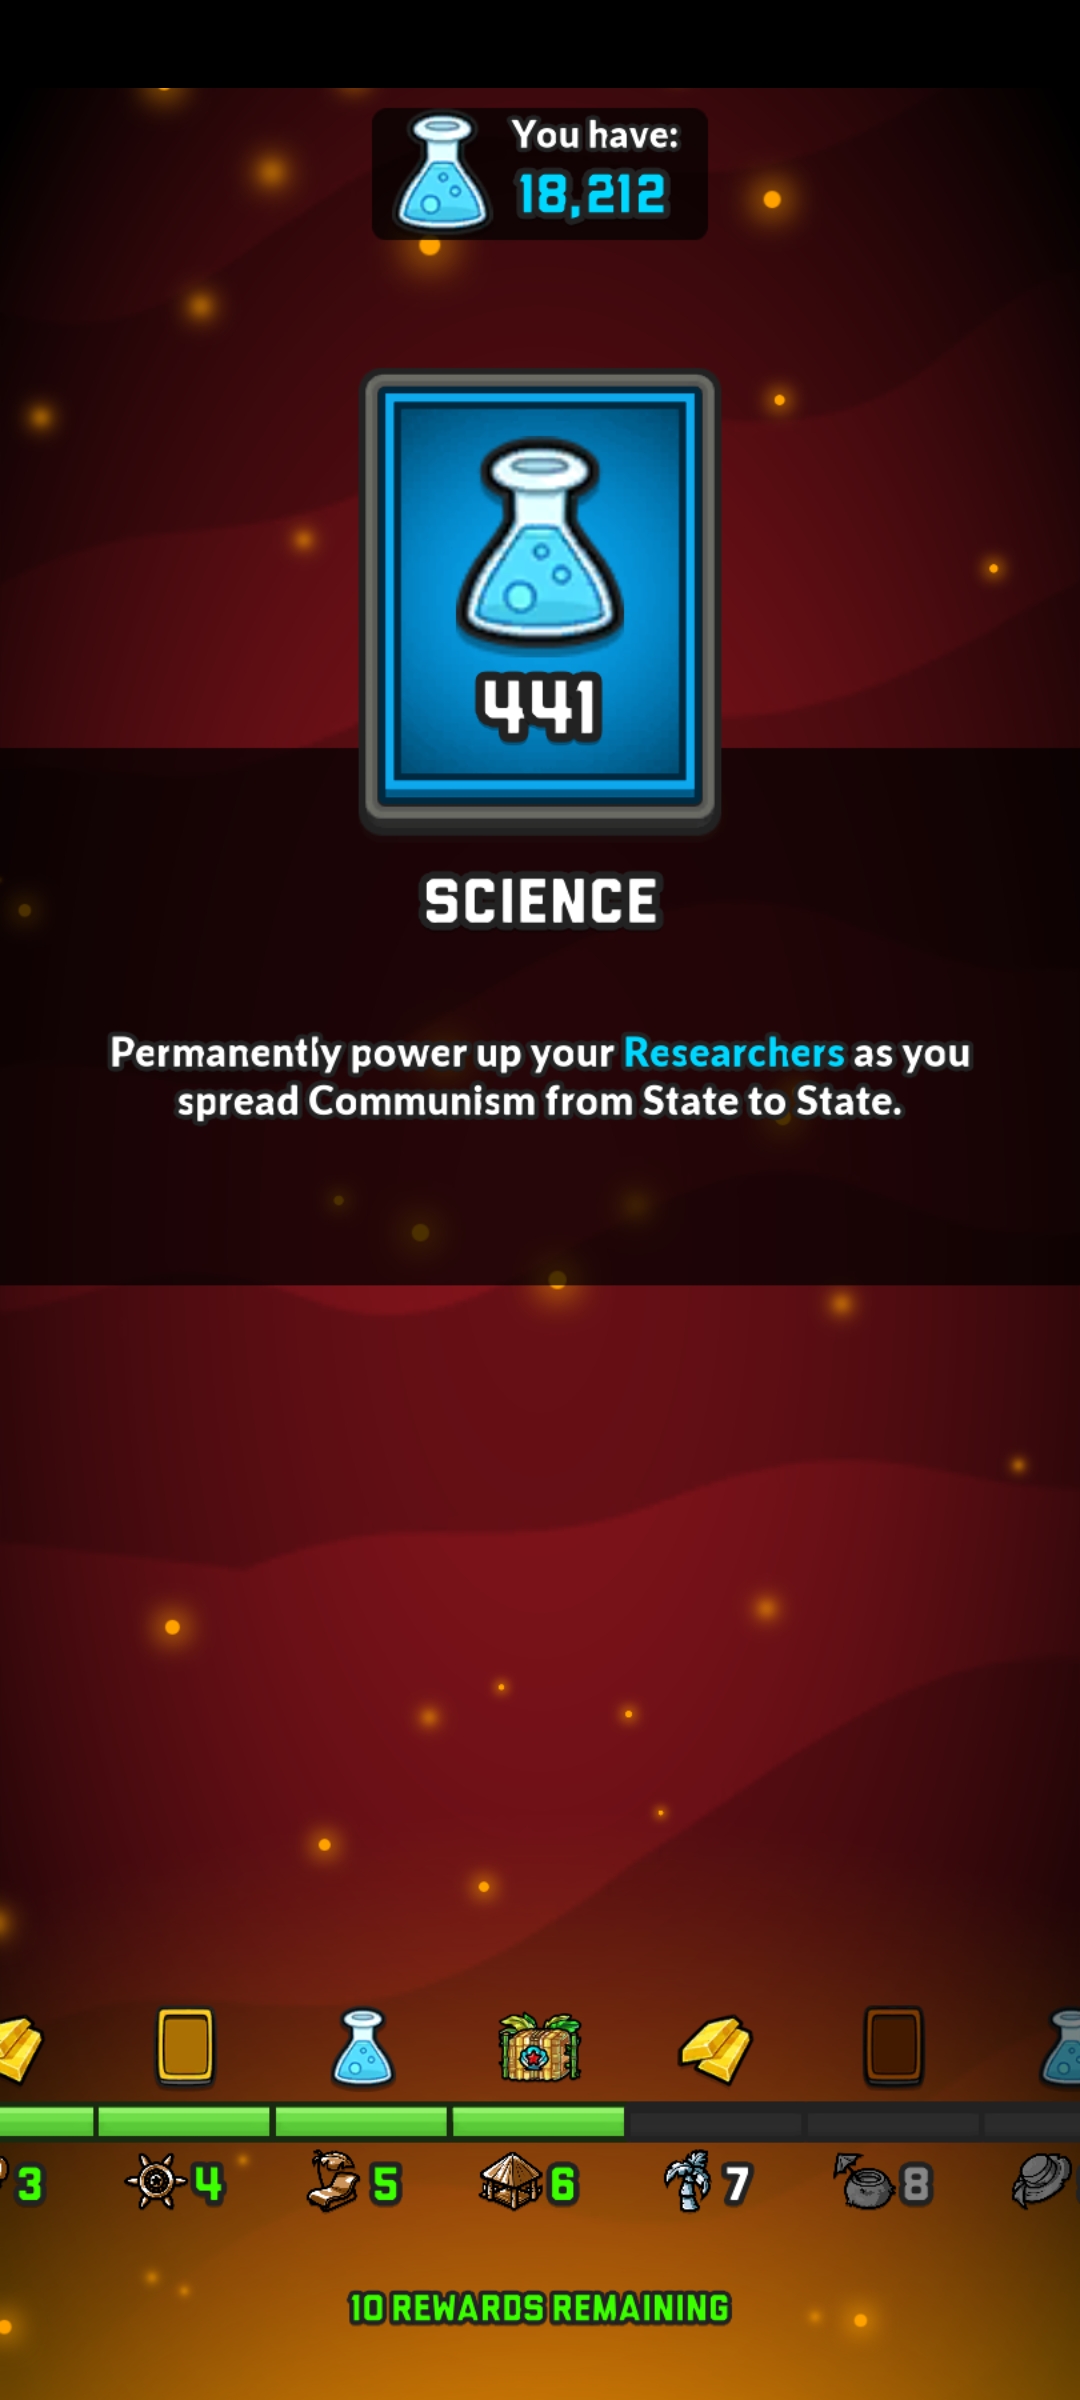 You have:
18,212
441
SCIENCE
Permanently power up your Researchers as you
spread Communism from State to State.
3 4 5 6 7 8
10 REWARDS REMAINING